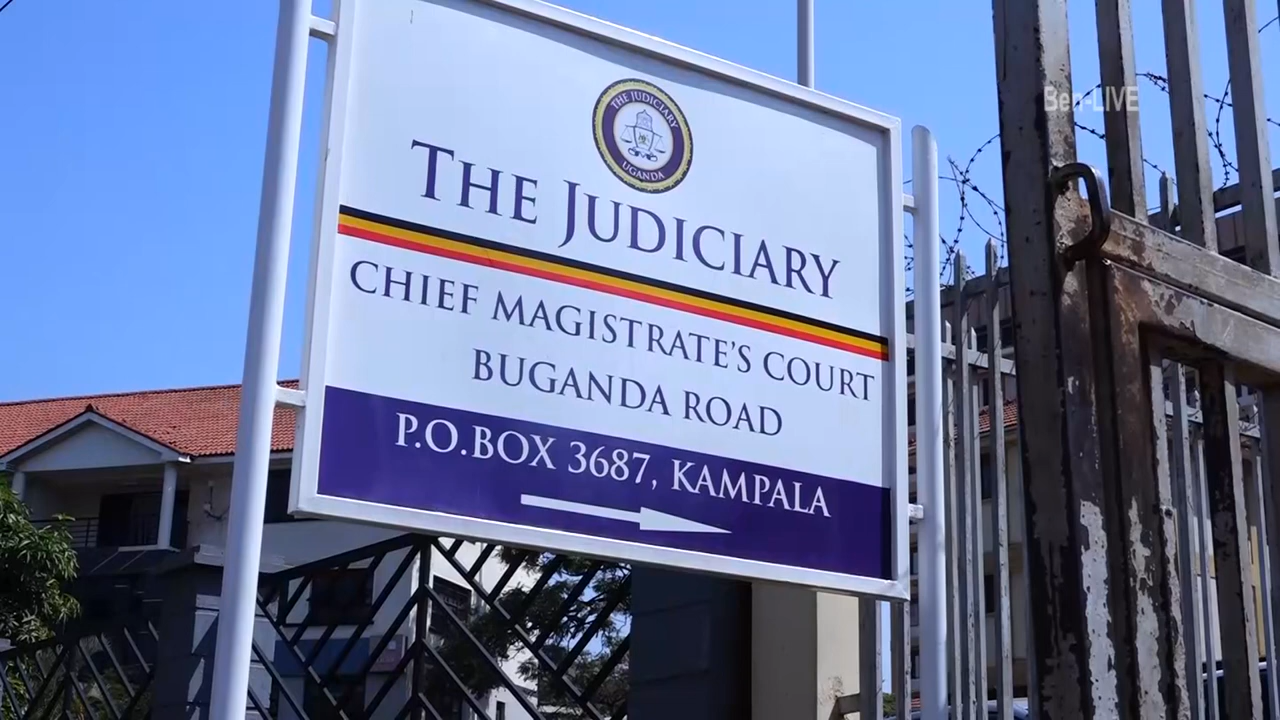 Ben-LIVE
THE JUDICIARY
UGANDA
THE JUDICIARY
CHIEF MAGISTRATE'S COURT
BUGANDA ROAD
P.O.BOX 3687, KAMPALA